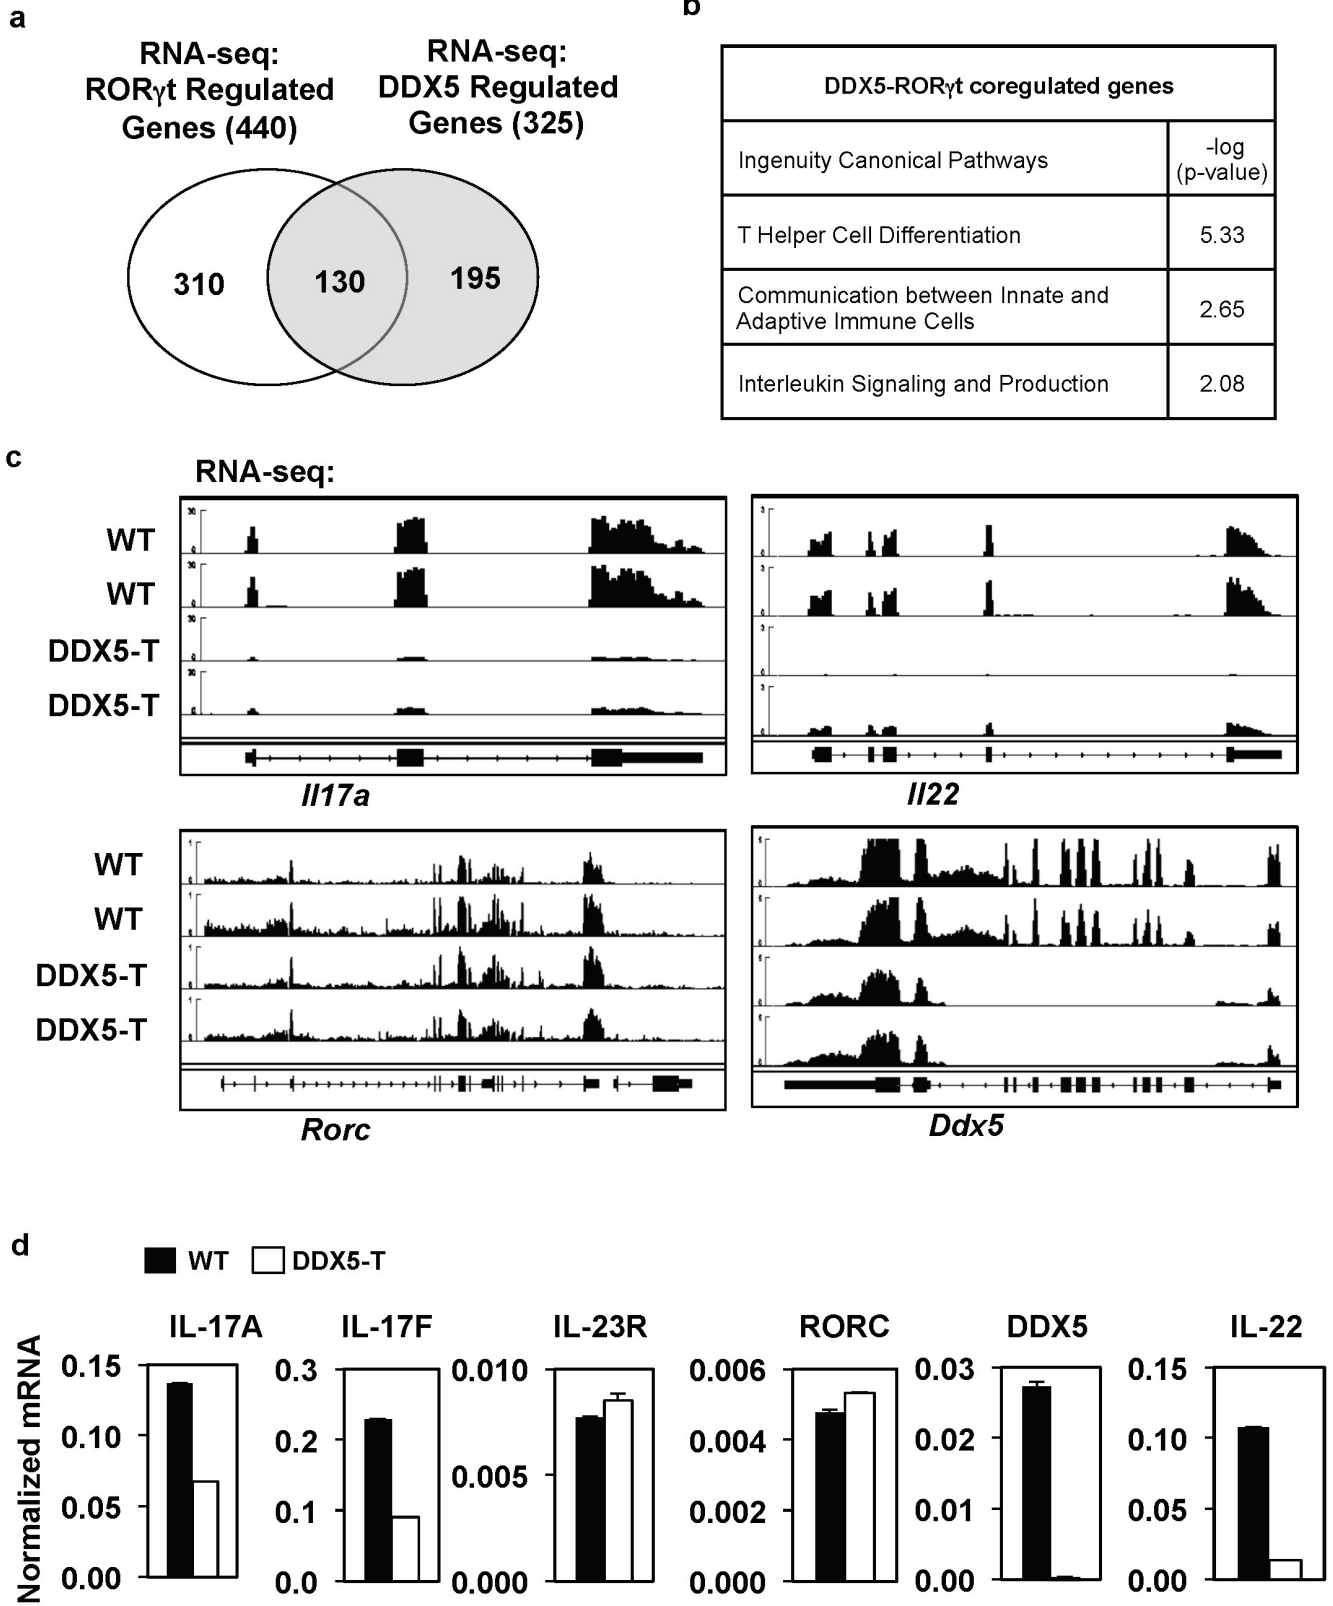 a
RNA-seq:
RORγt Regulated
Genes (440)
RNA-seq:
DDX5 Regulated
Genes (325)
310
130
195
b
DDX5-RORγt coregulated genes
Ingenuity Canonical Pathways
-log
(p-value)
T Helper Cell Differentiation
5.33
Communication between Innate and
Adaptive Immune Cells
2.65
Interleukin Signaling and Production
2.08
c
RNA-seq:
WT
WT
DDX5-T
DDX5-T
Il17a
Il22
WT
WT
DDX5-T
DDX5-T
Rorc
Ddx5
d
WT
DDX5-T
Normalized mRNA
IL-17A
0.15
0.10
0.05
0.00
IL-17F
0.3
0.2
0.1
0.0
IL-23R
0.010
0.005
0.000
RORC
0.006
0.004
0.002
0.000
DDX5
0.03
0.02
0.01
0.00
IL-22
0.15
0.10
0.05
0.00